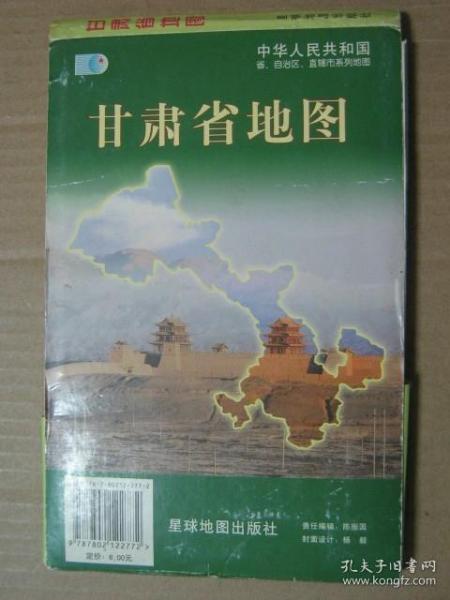 甘肃省地图
中华人民共和国
省、自治区、直辖市系列地图
甘肃省地图
9787802122772>
定价：6.00元
星球地图出版社
责任编辑：陈振国
封面设计：杨 毅
孔夫子旧书网
www.kongfz.com